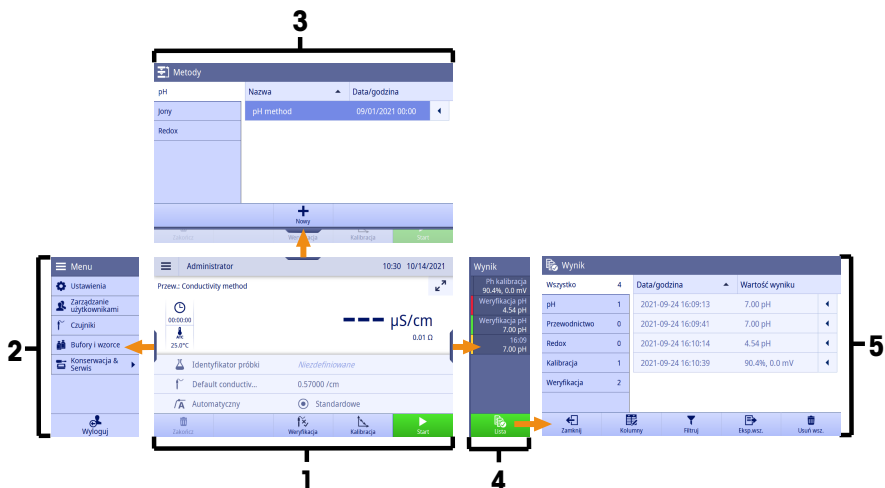 3
Metody
pH
Nazwa
Data/godzina
Jony
pH method
09/01/2021 00:00
Redox
Nowy
Zakończ
Weryfikacja
Kalibracja
Start
Menu
Ustawienia
Zarządzanie
użytkownikami
Czujniki
Bufory i wzorce
Konserwacja &
Serwis
Wyloguj
2
Administrator
10:30 10/14/2021
Przew.: Conductivity method
00:00:00
ATC
25.0°C
--- µS/cm
0.01 Ω
Identyfikator próbki
Niezdefiniowane
Default conductiv...
0.57000 /cm
Automatyczny
Standardowe
Zakończ
Weryfikacja
Kalibracja
Start
1
Wynik
Ph kalibracja
90.4%, 0.0 mV
Weryfikacja pH
4.54 pH
Weryfikacja pH
7.00 pH
16:09
7.00 pH
Lista
4
Wynik
Wszystko 4
Data/godzina
Wartość wyniku
pH 1
2021-09-24 16:09:13
7.00 pH
Przewodnictwo 0
2021-09-24 16:09:41
7.00 pH
Redox 0
2021-09-24 16:10:14
4.54 pH
Kalibracja 1
2021-09-24 16:10:39
90.4%, 0.0 mV
Weryfikacja 2
Zamknij
Kolumny
Filtruj
Eksp.wsz.
Usuń wsz.
5